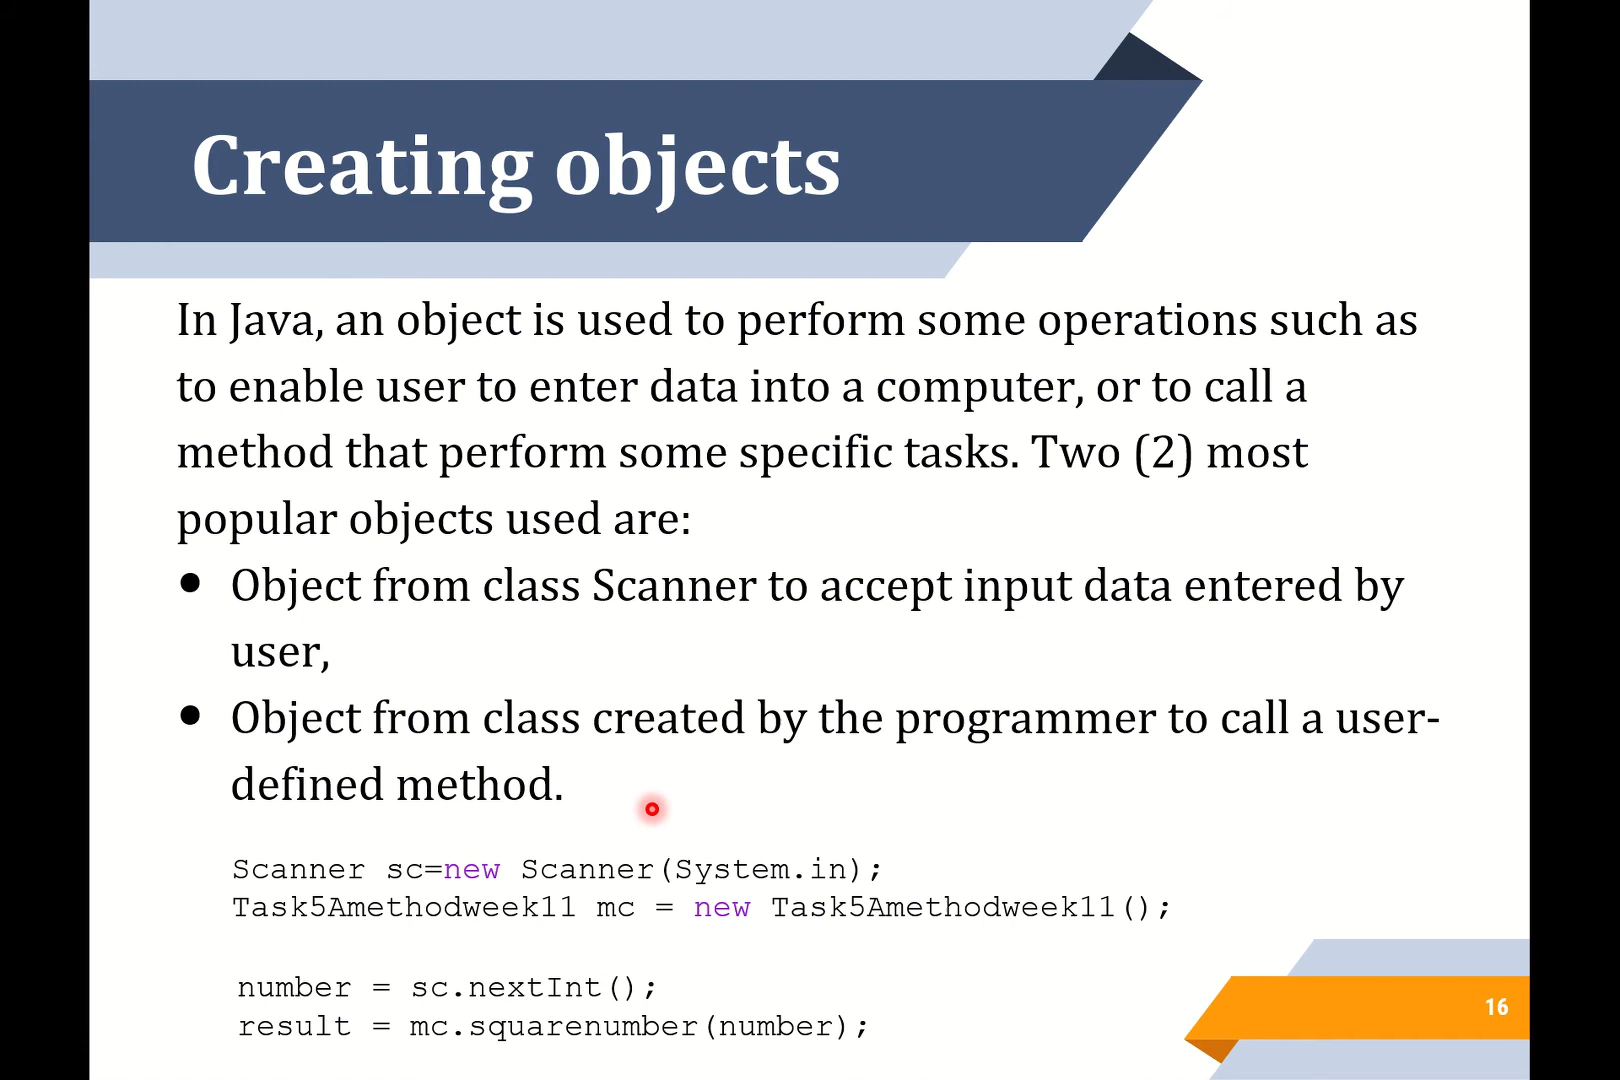 Creating objects
In Java, an object is used to perform some operations such as
to enable user to enter data into a computer, or to call a
method that perform some specific tasks. Two (2) most
popular objects used are:
● Object from class Scanner to accept input data entered by
user,
● Object from class created by the programmer to call a user-
defined method.
Scanner sc=new Scanner(System.in);
Task5Amethodweek11 mc = new Task5Amethodweek11();
number = sc.nextInt();
result = mc.squarenumber(number);
16